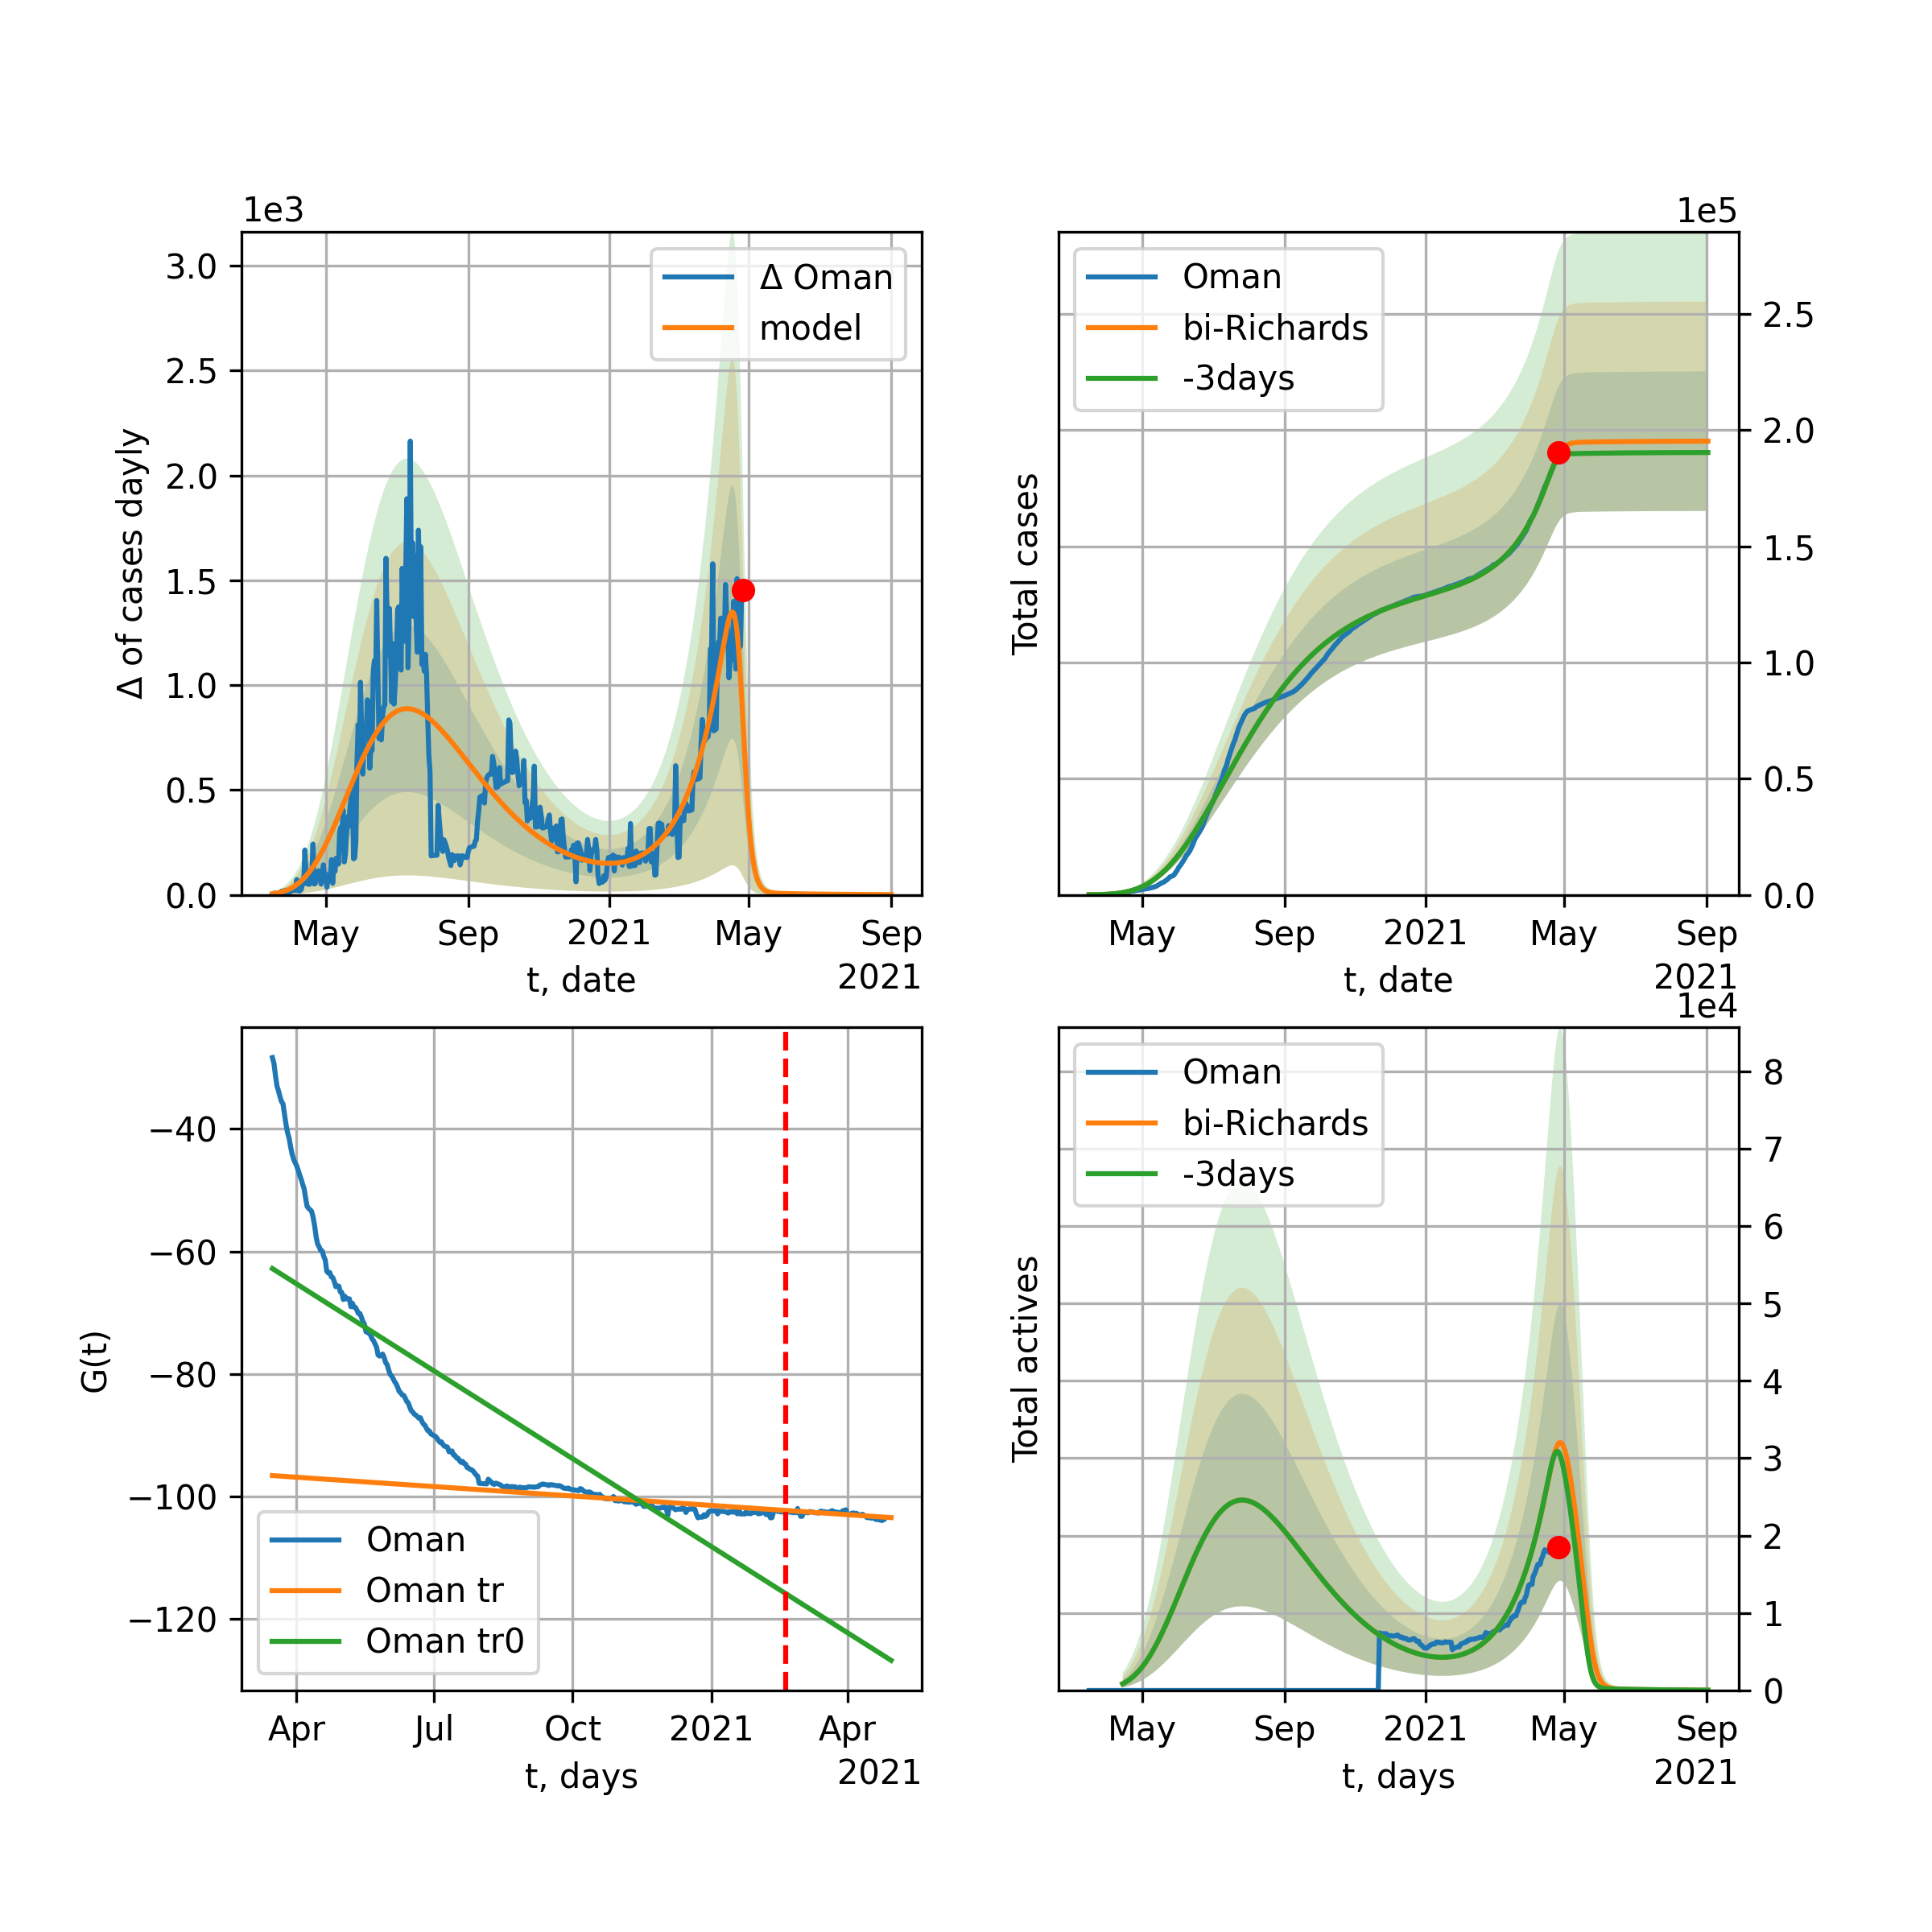 1e3
3.0
2.5
2.0
1.5
1.0
0.5
0.0
Δ of cases dayly
Δ Oman
model
May Sep 2021 May Sep
t, date
2021
1e5
Total cases
Oman
bi-Richards
-3days
2.5
2.0
1.5
1.0
0.5
0.0
May Sep 2021 May Sep
t, date
2021
G(t)
−40
−60
−80
−100
−120
Oman
Oman tr
Oman tr0
Apr Jul Oct 2021 Apr
t, days
2021
1e4
Total actives
Oman
bi-Richards
-3days
8
7
6
5
4
3
2
1
0
May Sep 2021 May Sep
t, days
2021